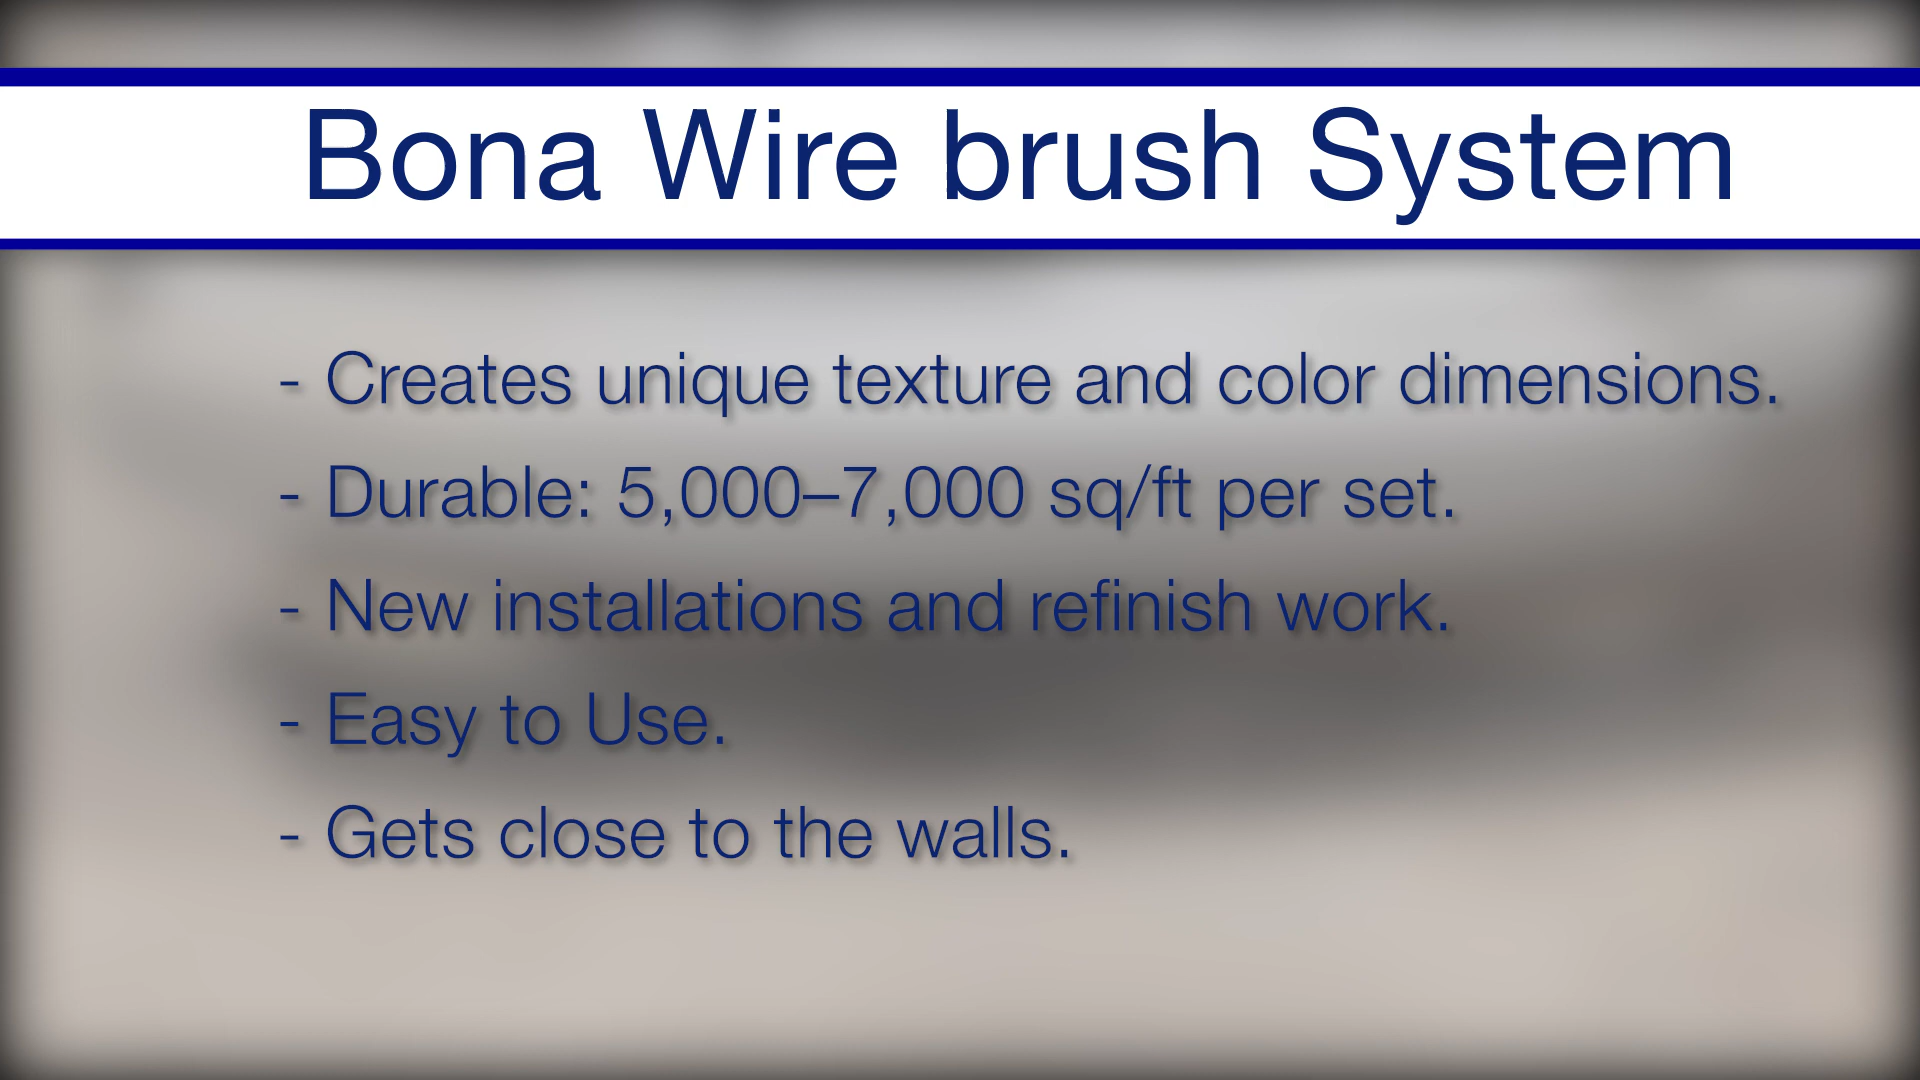 Bona Wire brush System
- Creates unique texture and color dimensions.
- Durable: 5,000–7,000 sq/ft per set.
- New installations and refinish work.
- Easy to Use.
- Gets close to the walls.